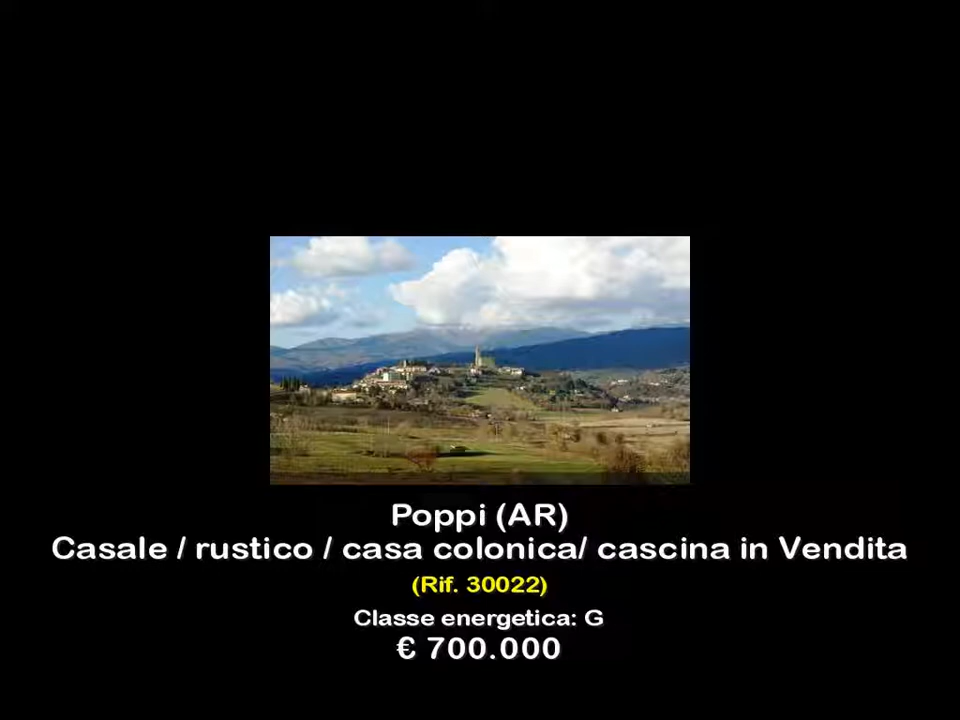 Poppi (AR)
Casale / rustico / casa colonica/ cascina in Vendita
(Rif. 30022)
Classe energetica: G
€ 700.000